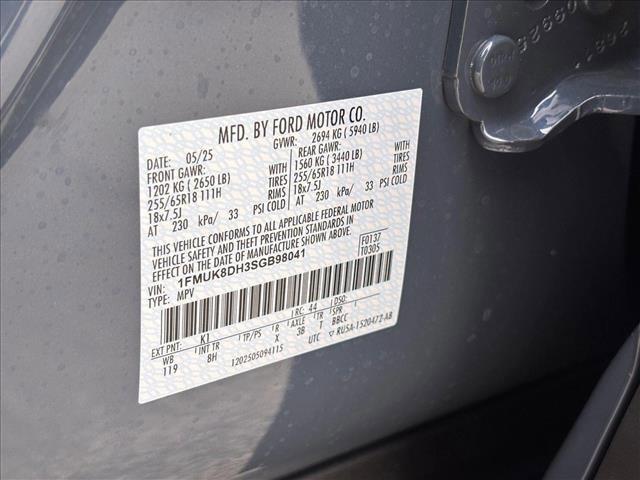 MFD. BY FORD MOTOR CO.
DATE: 05/25 GVWR: 2694 KG ( 5940 LB)
FRONT GAWR: REAR GAWR:
1202 KG ( 2650 LB) WITH 1560 KG ( 3440 LB) WITH
255/65R18 111H TIRES 255/65R18 111H TIRES
18x7.5J RIMS 18x7.5J RIMS
AT 230 kPa/ 33 PSI COLD AT 230 kPa/ 33 PSI COLD
THIS VEHICLE CONFORMS TO ALL APPLICABLE FEDERAL MOTOR
VEHICLE SAFETY AND THEFT PREVENTION STANDARDS IN
EFFECT ON THE DATE OF MANUFACTURE SHOWN ABOVE.
VIN: 1FMUK8DH3SGB98041 F0137
TYPE: MPV T0305
EXT PNT: K1 RC: 44 DSO:
WB INT TR TP/PS R AXLE TR SPR
119 8H X 3B T BBCC
1202505094115 UTC ▽ RU5A-1520472-AB